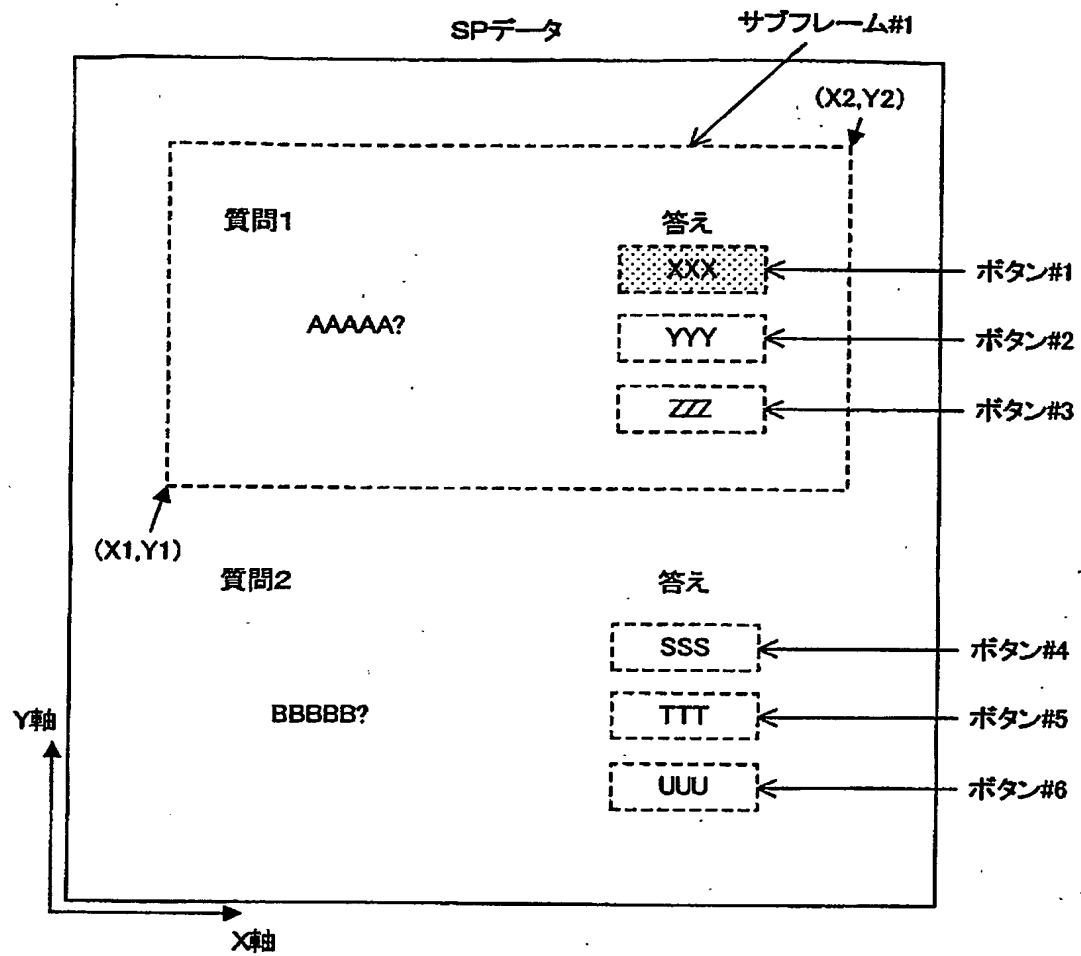 SPデータ
サブフレーム#1
(X2,Y2)
質問1
答え
XXX
ボタン#1
AAAAA?
YYY
ボタン#2
ZZZ
ボタン#3
(X1,Y1)
質問2
答え
SSS
ボタン#4
BBBBB?
TTT
ボタン#5
Y軸
UUU
ボタン#6
X軸